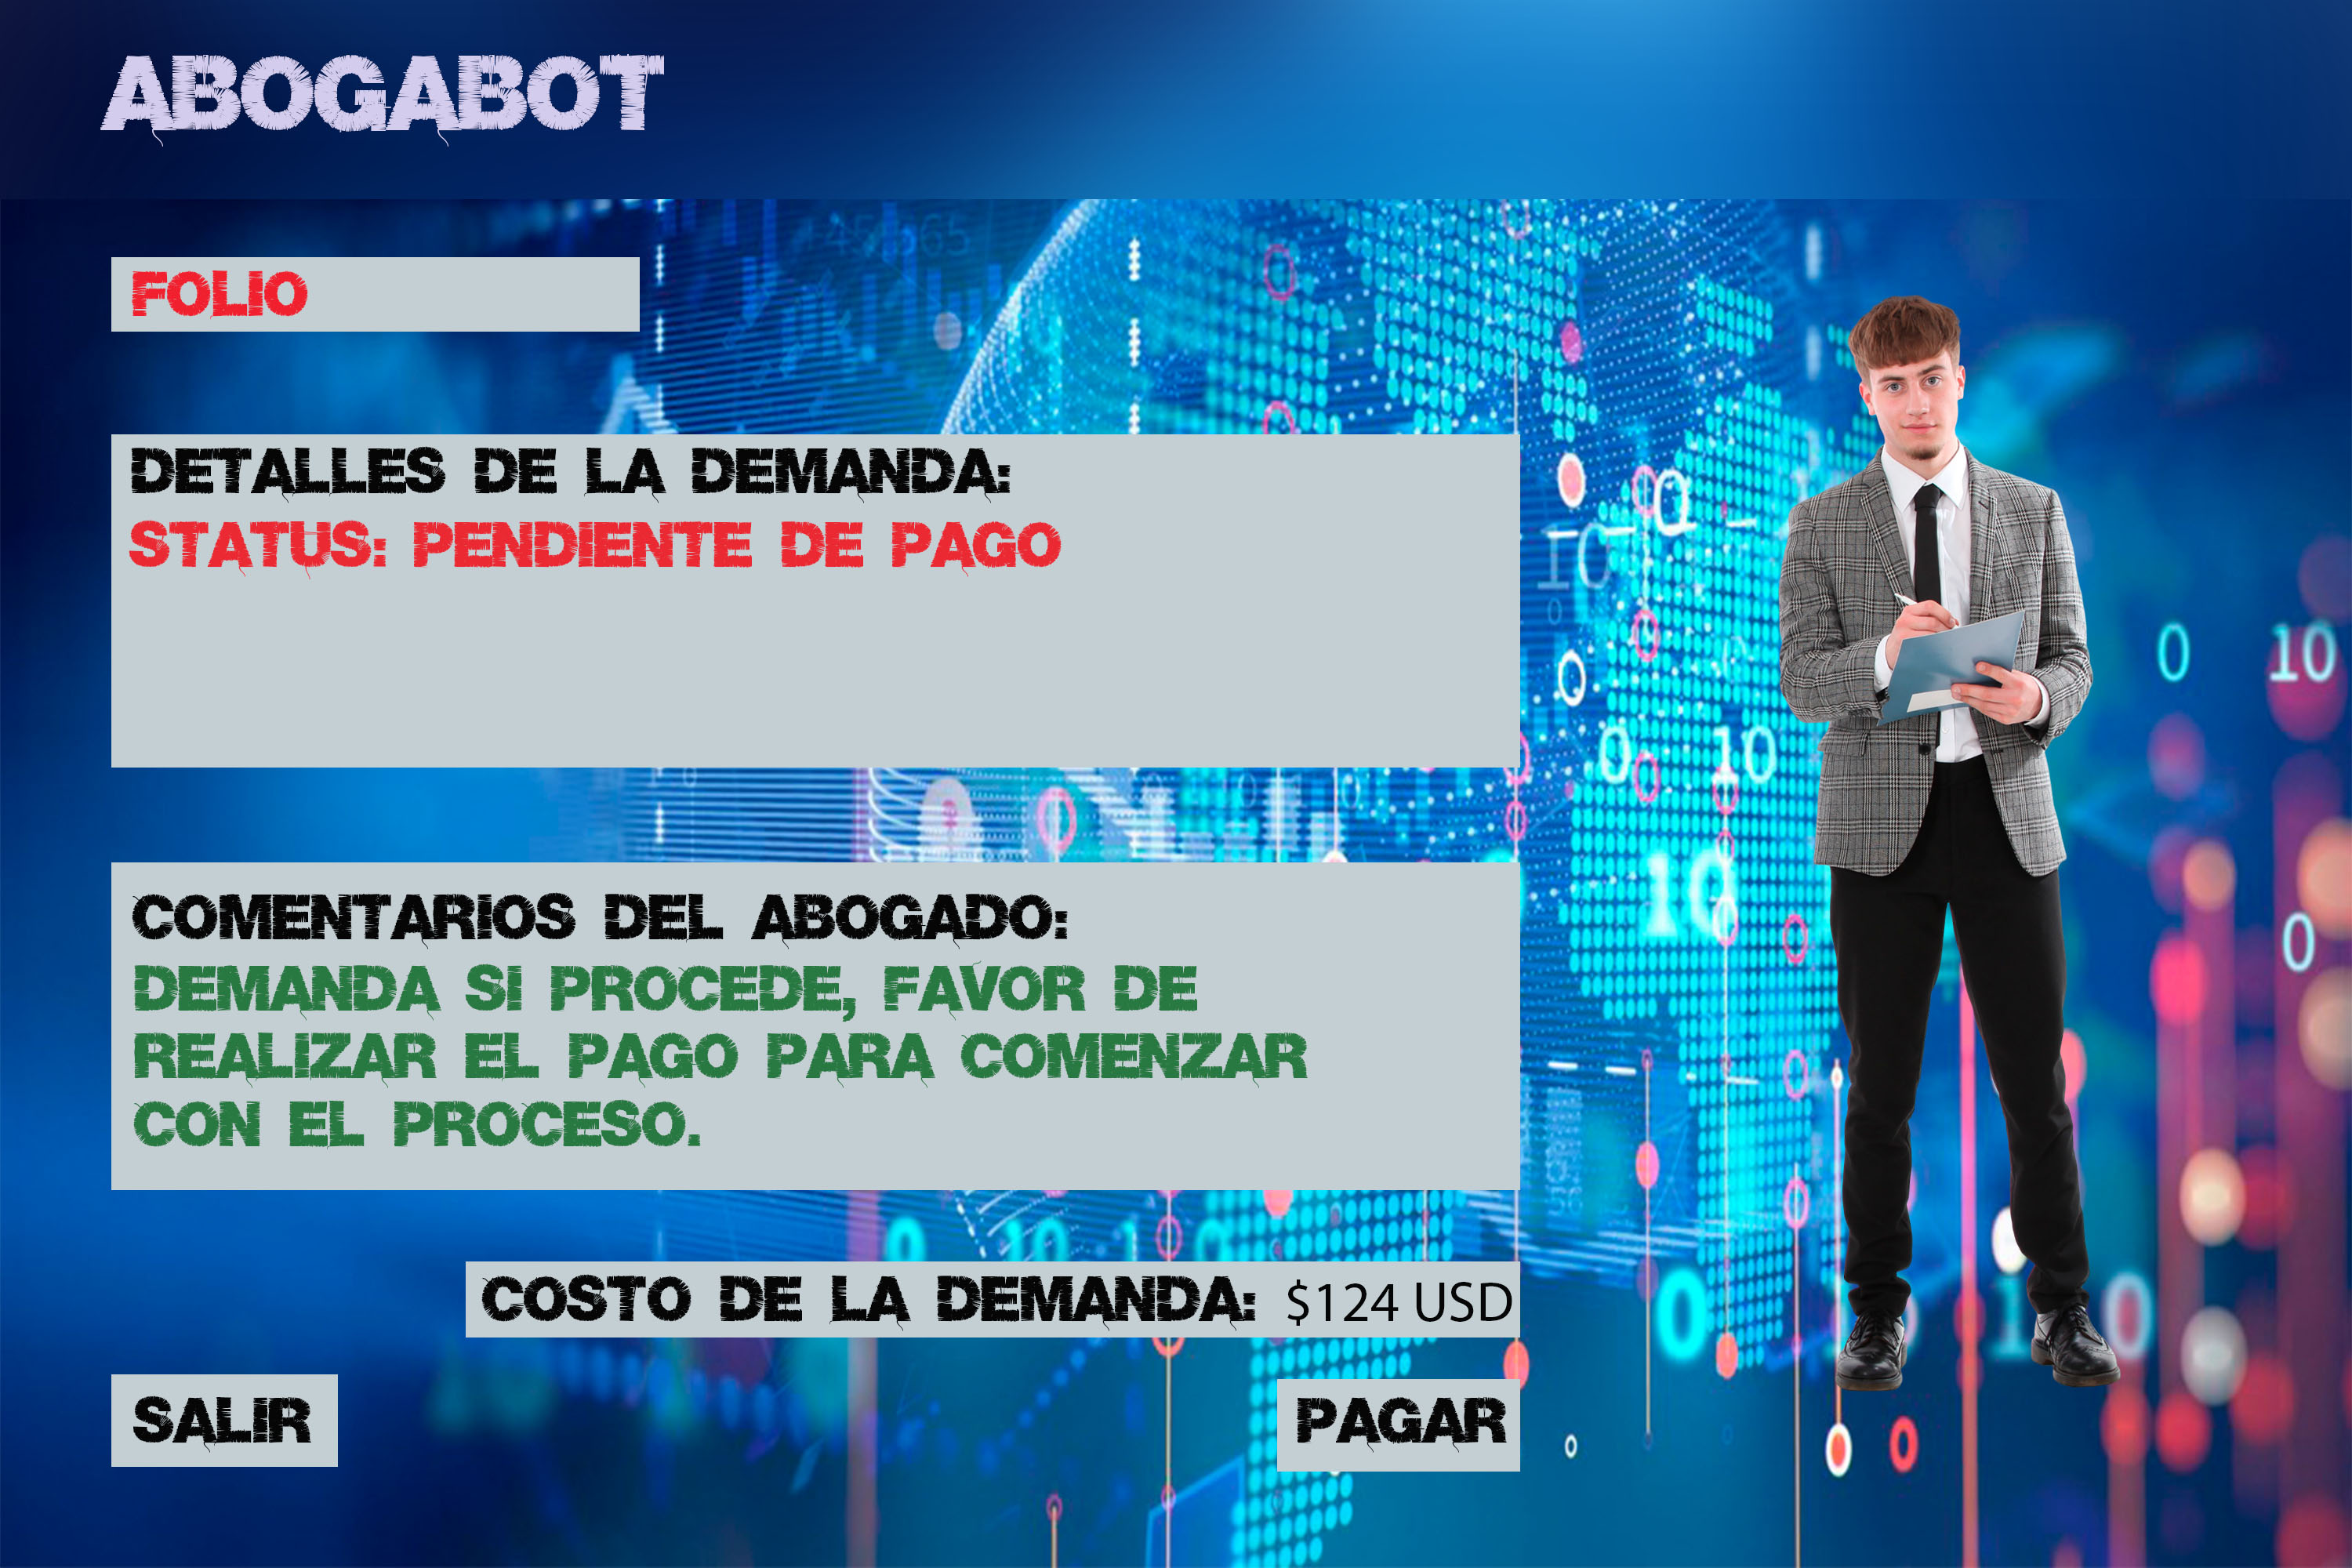 ABOGABOT
FOLIO
DETALLES DE LA DEMANDA:
STATUS: PENDIENTE DE PAGO
COMENTARIOS DEL ABOGADO:
DEMANDA SI PROCEDE, FAVOR DE
REALIZAR EL PAGO PARA COMENZAR
CON EL PROCESO.
COSTO DE LA DEMANDA: $124 USD
SALIR
PAGAR